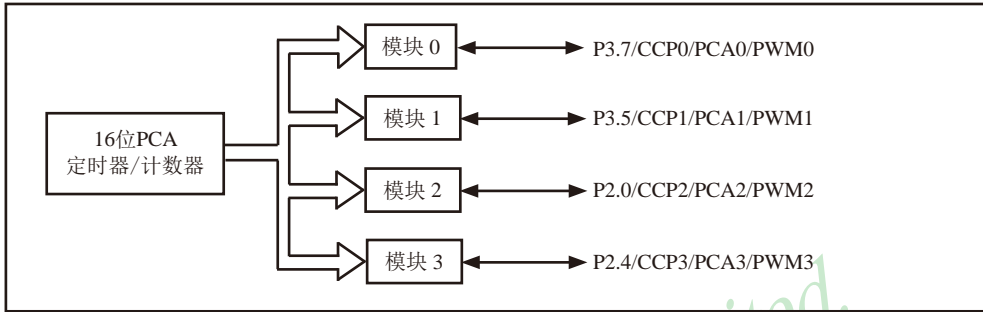 模块 0
P3.7/CCP0/PCA0/PWM0
模块 1
P3.5/CCP1/PCA1/PWM1
16位PCA
定时器/计数器
模块 2
P2.0/CCP2/PCA2/PWM2
模块 3
P2.4/CCP3/PCA3/PWM3